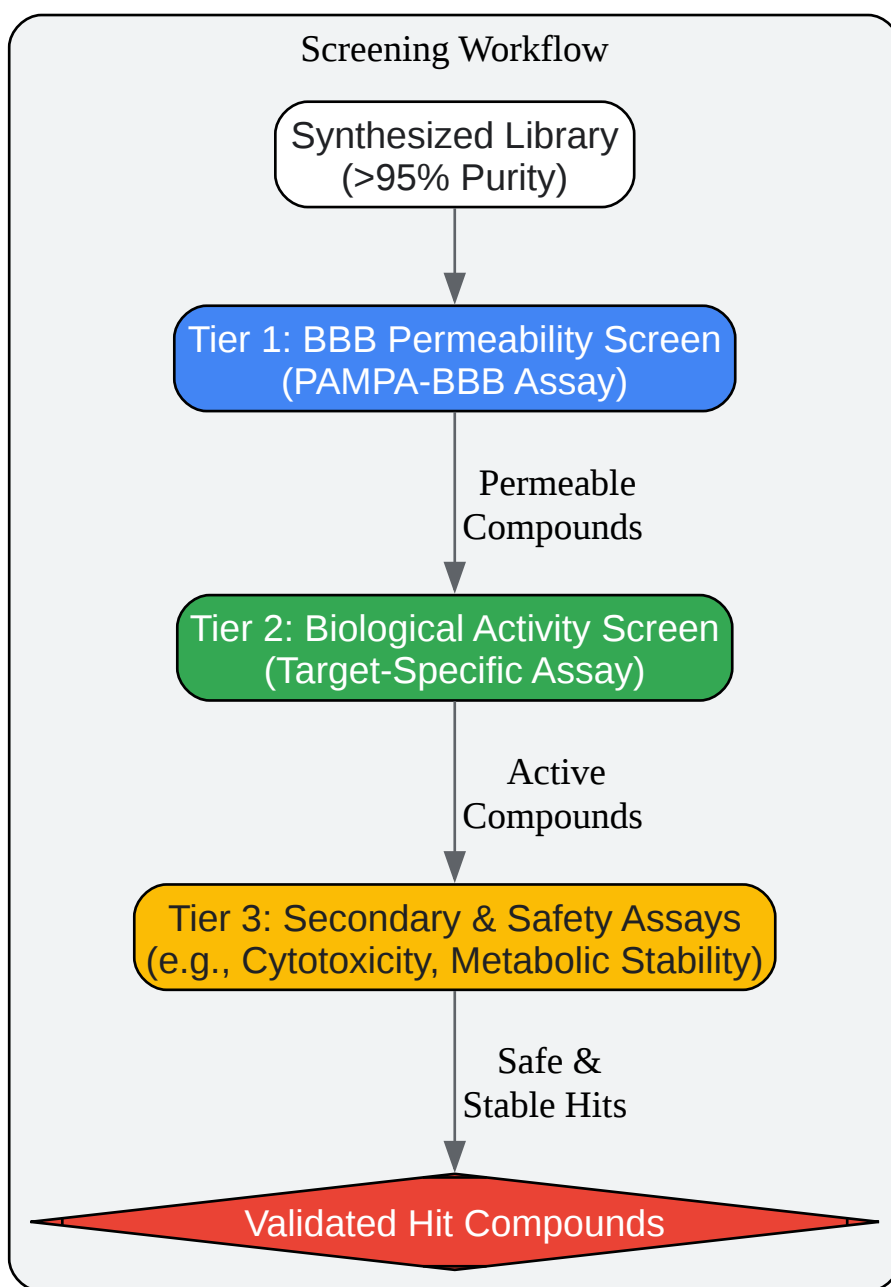 Screening Workflow
Synthesized Library
(>95% Purity)
Tier 1: BBB Permeability Screen
(PAMPA-BBB Assay)
Permeable
Compounds
Tier 2: Biological Activity Screen
(Target-Specific Assay)
Active
Compounds
Tier 3: Secondary & Safety Assays
(e.g., Cytotoxicity, Metabolic Stability)
Safe &
Stable Hits
Validated Hit Compounds